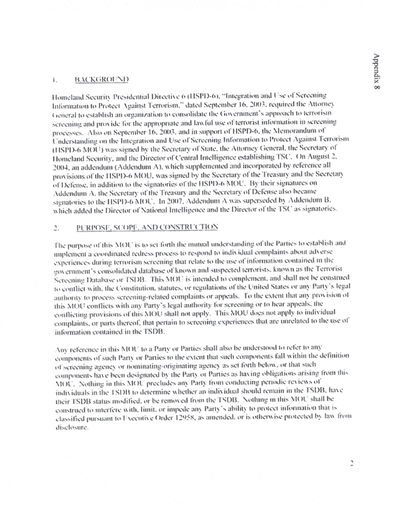 Appendix 8
1. BACKGROUND
Homeland Security Presidential Directive 6 (HSPD-6), "Integration and Use of Screening
Information to Protect Against Terrorism," dated September 16, 2003, required the Attorney
General to establish an organization to consolidate the Government's approach to terrorism
screening and provide for the appropriate and lawful use of terrorist information in screening
processes. Also on September 16, 2003, and in support of HSPD-6, the Memorandum of
Understanding on the Integration and Use of Screening Information to Protect Against Terrorism
(HSPD-6 MOU) was signed by the Secretary of State, the Attorney General, the Secretary of
Homeland Security, and the Director of Central Intelligence establishing TSC. On August 2,
2004, an addendum (Addendum A), which supplemented and incorporated by reference all
provisions of the HSPD-6 MOU, was signed by the Secretary of the Treasury and the Secretary
of Defense, in addition to the signatories of the HSPD-6 MOU. By their signatures on
Addendum A, the Secretary of the Treasury and the Secretary of Defense also became
signatories to the HSPD-6 MOU. In 2007, Addendum A was superseded by Addendum B,
which added the Director of National Intelligence and the Director of the TSC as signatories.
2. PURPOSE, SCOPE, AND CONSTRUCTION
The purpose of this MOU is to set forth the mutual understanding of the Parties to establish and
implement a coordinated redress process to respond to individual complaints about adverse
experiences during terrorism screening that relate to the use of information contained in the
government's consolidated database of known and suspected terrorists, known as the Terrorist
Screening Database or TSDB. This MOU is intended to complement, and shall not be construed
to conflict with, the Constitution, statutes, or regulations of the United States or any Party's legal
authority to process screening-related complaints or appeals. To the extent that any provision of
this MOU conflicts with any Party's legal authority for screening or to hear appeals, the
conflicting provisions of this MOU shall not apply. This MOU does not apply to individual
complaints, or parts thereof, that pertain to screening experiences that are unrelated to the use of
information contained in the TSDB.
Any reference in this MOU to a Party or Parties shall also be understood to refer to any
components of such Party or Parties to the extent that such components fall within the definition
of screening agency or nominating/originating agency as set forth below, or that such
components have been designated by the Party or Parties as having obligations arising from this
MOU. Nothing in this MOU precludes any Party from conducting periodic reviews of
individuals in the TSDB to determine whether an individual should remain in the TSDB, have
their TSDB status modified, or be removed from the TSDB. Nothing in this MOU shall be
construed to interfere with, limit, or impede any Party's ability to protect information that is
classified pursuant to Executive Order 12958, as amended, or is otherwise protected by law from
disclosure.
2